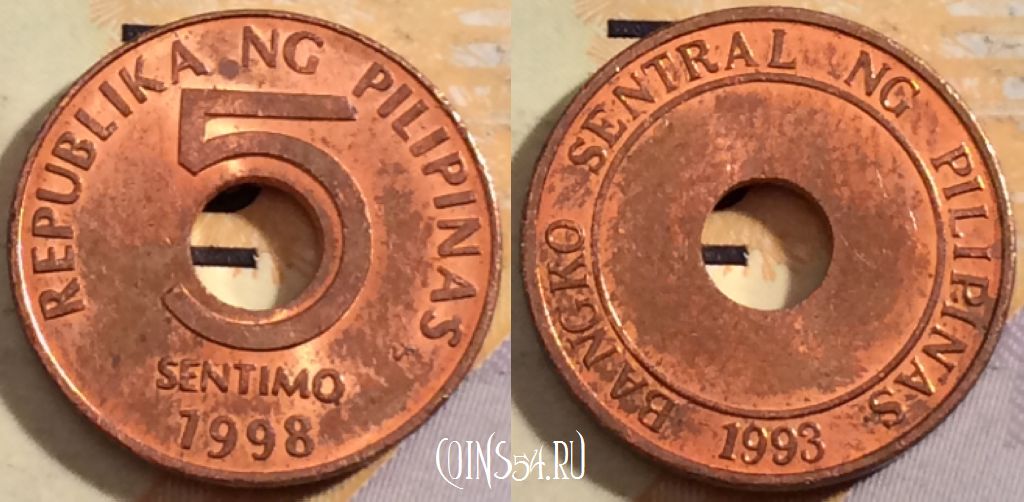 REPUBLIKA NG PILIPINAS
5
SENTIMO
1998
BANGKO SENTRAL NG PILIPINAS
1993
COINS54.RU